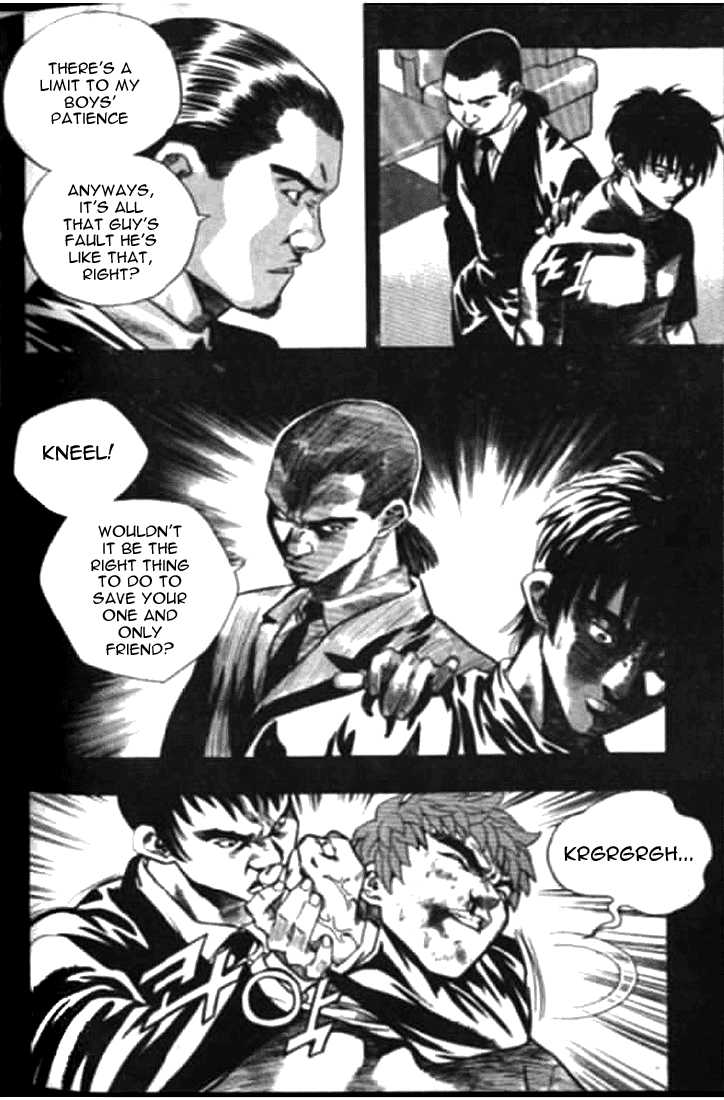 THERE'S A
LIMIT TO MY
BOYS'
PATIENCE
ANYWAYS,
IT'S ALL
THAT GUY'S
FAULT HE'S
LIKE THAT,
RIGHT?
KNEEL!
WOULDN'T
IT BE THE
RIGHT THING
TO DO TO
SAVE YOUR
ONE AND
ONLY
FRIEND?
KRGRGRGH...